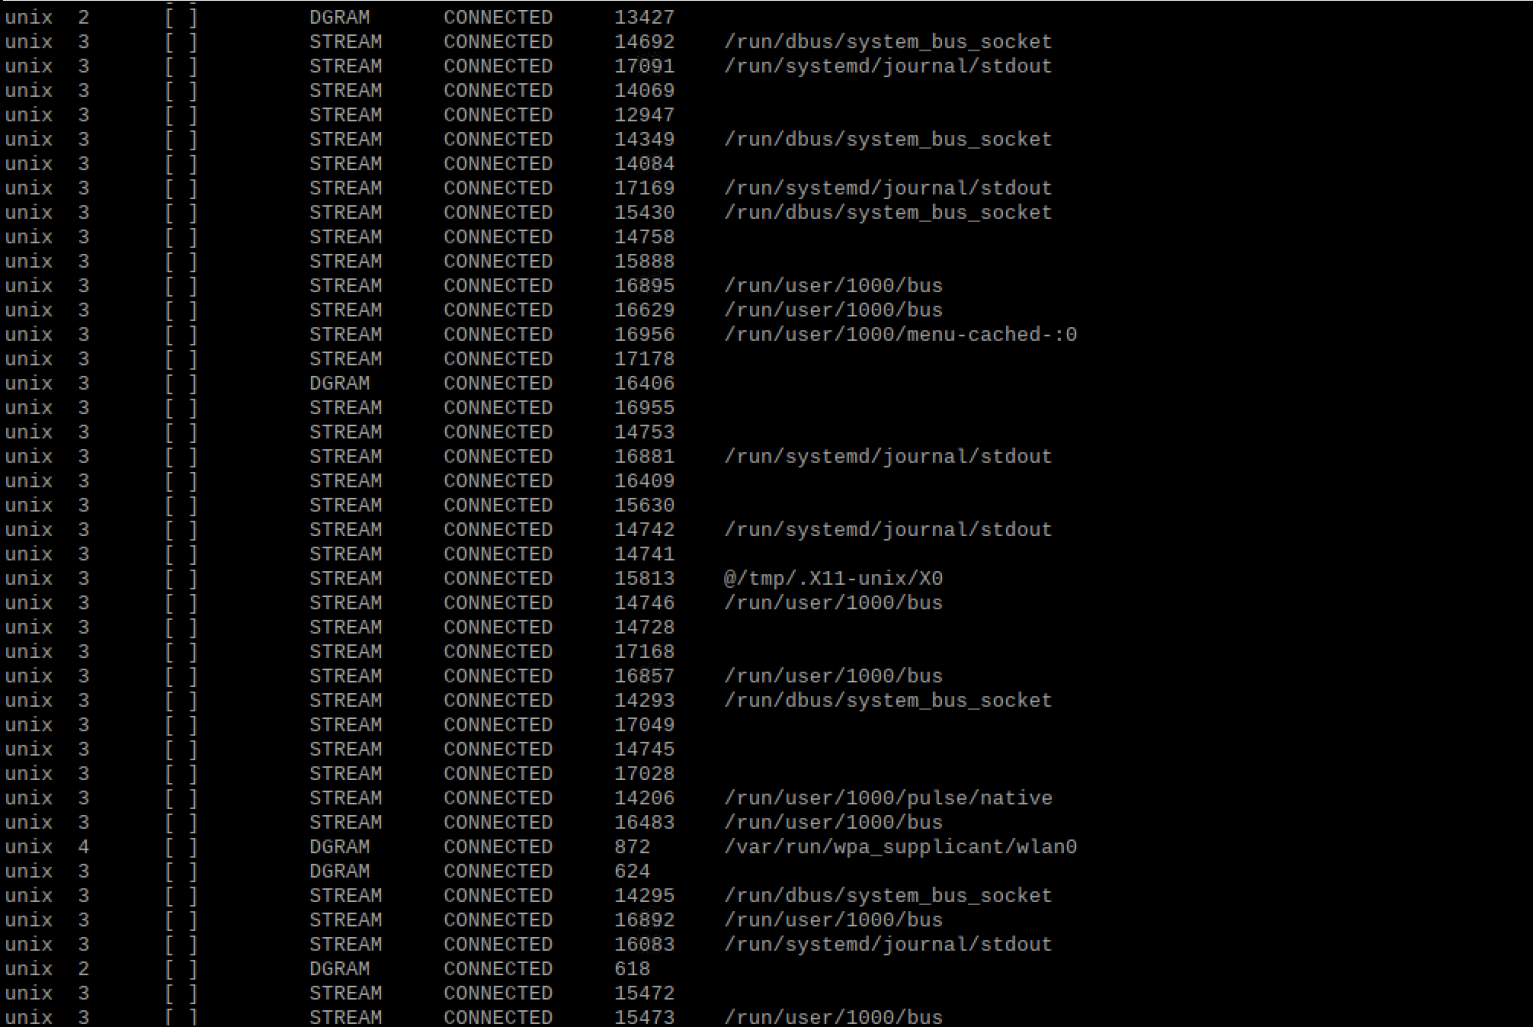 unix  2      [ ]         DGRAM      CONNECTED     13427
unix  3      [ ]         STREAM     CONNECTED     14692    /run/dbus/system_bus_socket
unix  3      [ ]         STREAM     CONNECTED     17091    /run/systemd/journal/stdout
unix  3      [ ]         STREAM     CONNECTED     14069
unix  3      [ ]         STREAM     CONNECTED     12947
unix  3      [ ]         STREAM     CONNECTED     14349    /run/dbus/system_bus_socket
unix  3      [ ]         STREAM     CONNECTED     14084
unix  3      [ ]         STREAM     CONNECTED     17169    /run/systemd/journal/stdout
unix  3      [ ]         STREAM     CONNECTED     15430    /run/dbus/system_bus_socket
unix  3      [ ]         STREAM     CONNECTED     14758
unix  3      [ ]         STREAM     CONNECTED     15888
unix  3      [ ]         STREAM     CONNECTED     16895    /run/user/1000/bus
unix  3      [ ]         STREAM     CONNECTED     16629    /run/user/1000/bus
unix  3      [ ]         STREAM     CONNECTED     16956    /run/user/1000/menu-cached-:0
unix  3      [ ]         STREAM     CONNECTED     17178
unix  3      [ ]         DGRAM      CONNECTED     16406
unix  3      [ ]         STREAM     CONNECTED     16955
unix  3      [ ]         STREAM     CONNECTED     14753
unix  3      [ ]         STREAM     CONNECTED     16881    /run/systemd/journal/stdout
unix  3      [ ]         STREAM     CONNECTED     16409
unix  3      [ ]         STREAM     CONNECTED     15630
unix  3      [ ]         STREAM     CONNECTED     14742    /run/systemd/journal/stdout
unix  3      [ ]         STREAM     CONNECTED     14741
unix  3      [ ]         STREAM     CONNECTED     15813    @/tmp/.X11-unix/X0
unix  3      [ ]         STREAM     CONNECTED     14746    /run/user/1000/bus
unix  3      [ ]         STREAM     CONNECTED     14728
unix  3      [ ]         STREAM     CONNECTED     17168
unix  3      [ ]         STREAM     CONNECTED     16857    /run/user/1000/bus
unix  3      [ ]         STREAM     CONNECTED     14293    /run/dbus/system_bus_socket
unix  3      [ ]         STREAM     CONNECTED     17049
unix  3      [ ]         STREAM     CONNECTED     14745
unix  3      [ ]         STREAM     CONNECTED     17028
unix  3      [ ]         STREAM     CONNECTED     14206    /run/user/1000/pulse/native
unix  3      [ ]         STREAM     CONNECTED     16483    /run/user/1000/bus
unix  4      [ ]         DGRAM      CONNECTED     872      /var/run/wpa_supplicant/wlan0
unix  3      [ ]         DGRAM      CONNECTED     624
unix  3      [ ]         STREAM     CONNECTED     14295    /run/dbus/system_bus_socket
unix  3      [ ]         STREAM     CONNECTED     16892    /run/user/1000/bus
unix  3      [ ]         STREAM     CONNECTED     16083    /run/systemd/journal/stdout
unix  2      [ ]         DGRAM      CONNECTED     618
unix  3      [ ]         STREAM     CONNECTED     15472
unix  3      [ ]         STREAM     CONNECTED     15473    /run/user/1000/bus